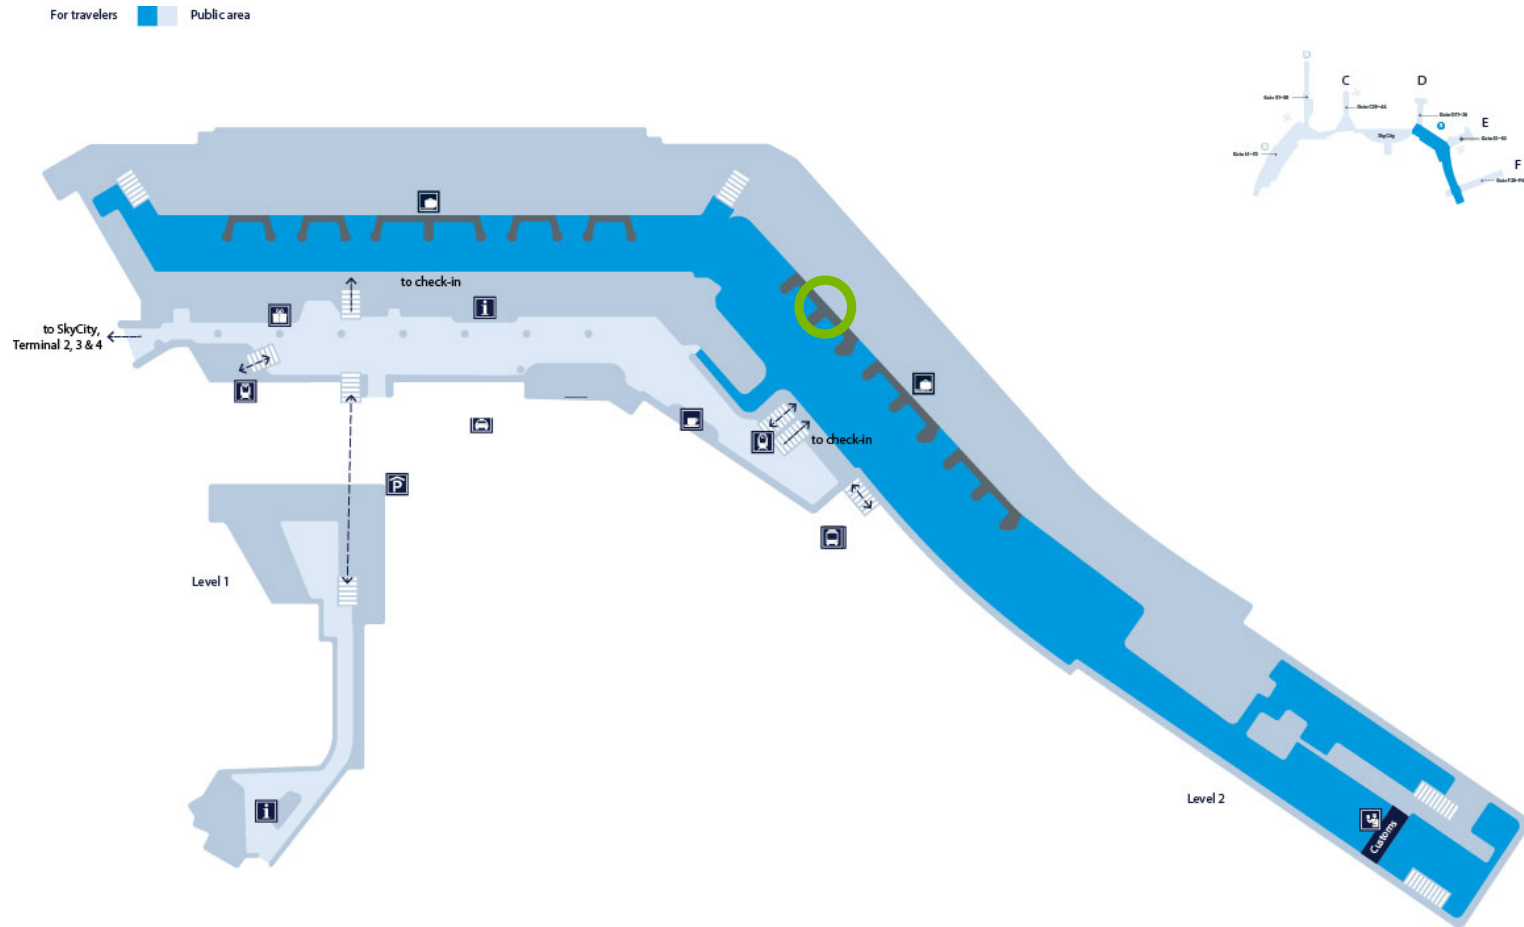 For travelers
Public area
C
D
E
F
SkyCity
to check-in
to SkyCity,
Terminal 2, 3 & 4
to check-in
P
Level 1
Level 2
Customs